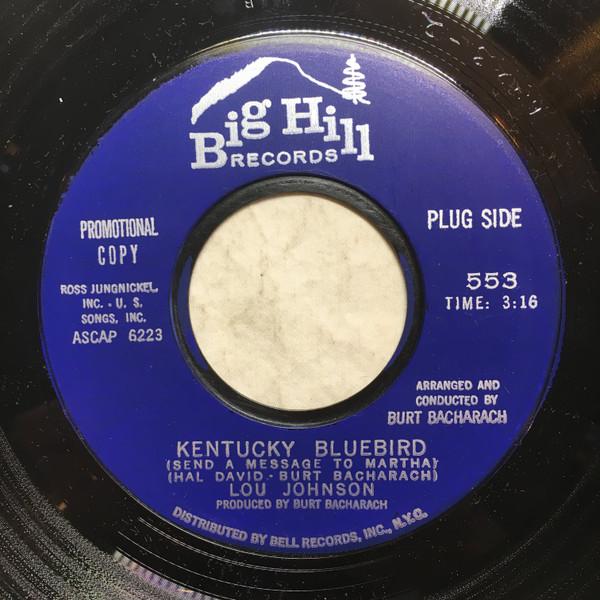 Big Hill
RECORDS
PROMOTIONAL
COPY
ROSS JUNGNICKEL,
INC. - U. S.
SONGS, INC.
ASCAP 6223
PLUG SIDE
553
TIME: 3:16
ARRANGED AND
CONDUCTED BY
BURT BACHARACH
KENTUCKY BLUEBIRD
(SEND A MESSAGE TO MARTHA)
(HAL DAVID - BURT BACHARACH)
LOU JOHNSON
PRODUCED BY BURT BACHARACH
DISTRIBUTED BY BELL RECORDS, INC., N.Y.C.